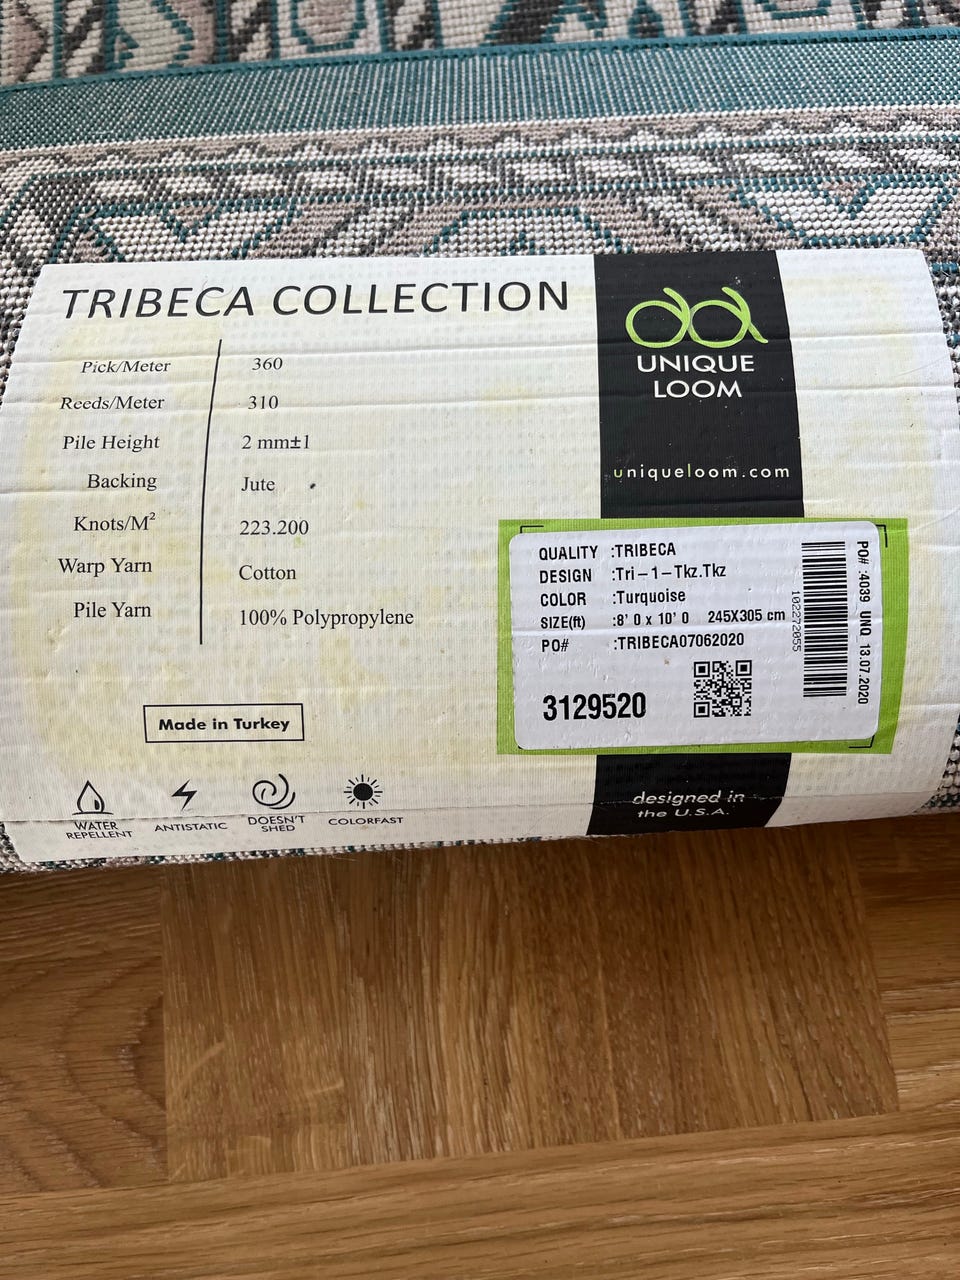 TRIBECA COLLECTION
Pick/Meter 360
Reeds/Meter 310
Pile Height 2 mm±1
Backing Jute
Knots/M² 223.200
Warp Yarn Cotton
Pile Yarn 100% Polypropylene
Made in Turkey
WATER REPELLENT
ANTISTATIC
DOESN'T SHED
COLORFAST
UNIQUE
LOOM
uniqueloom.com
QUALITY :TRIBECA
DESIGN :Tri-1-Tkz.Tkz
COLOR :Turquoise
SIZE(ft) :8' 0 x 10' 0 245X305 cm
PO# :TRIBECA07062020
3129520
102272055
PO# :4039 UNQ 13.07.2020
designed in
the U.S.A.